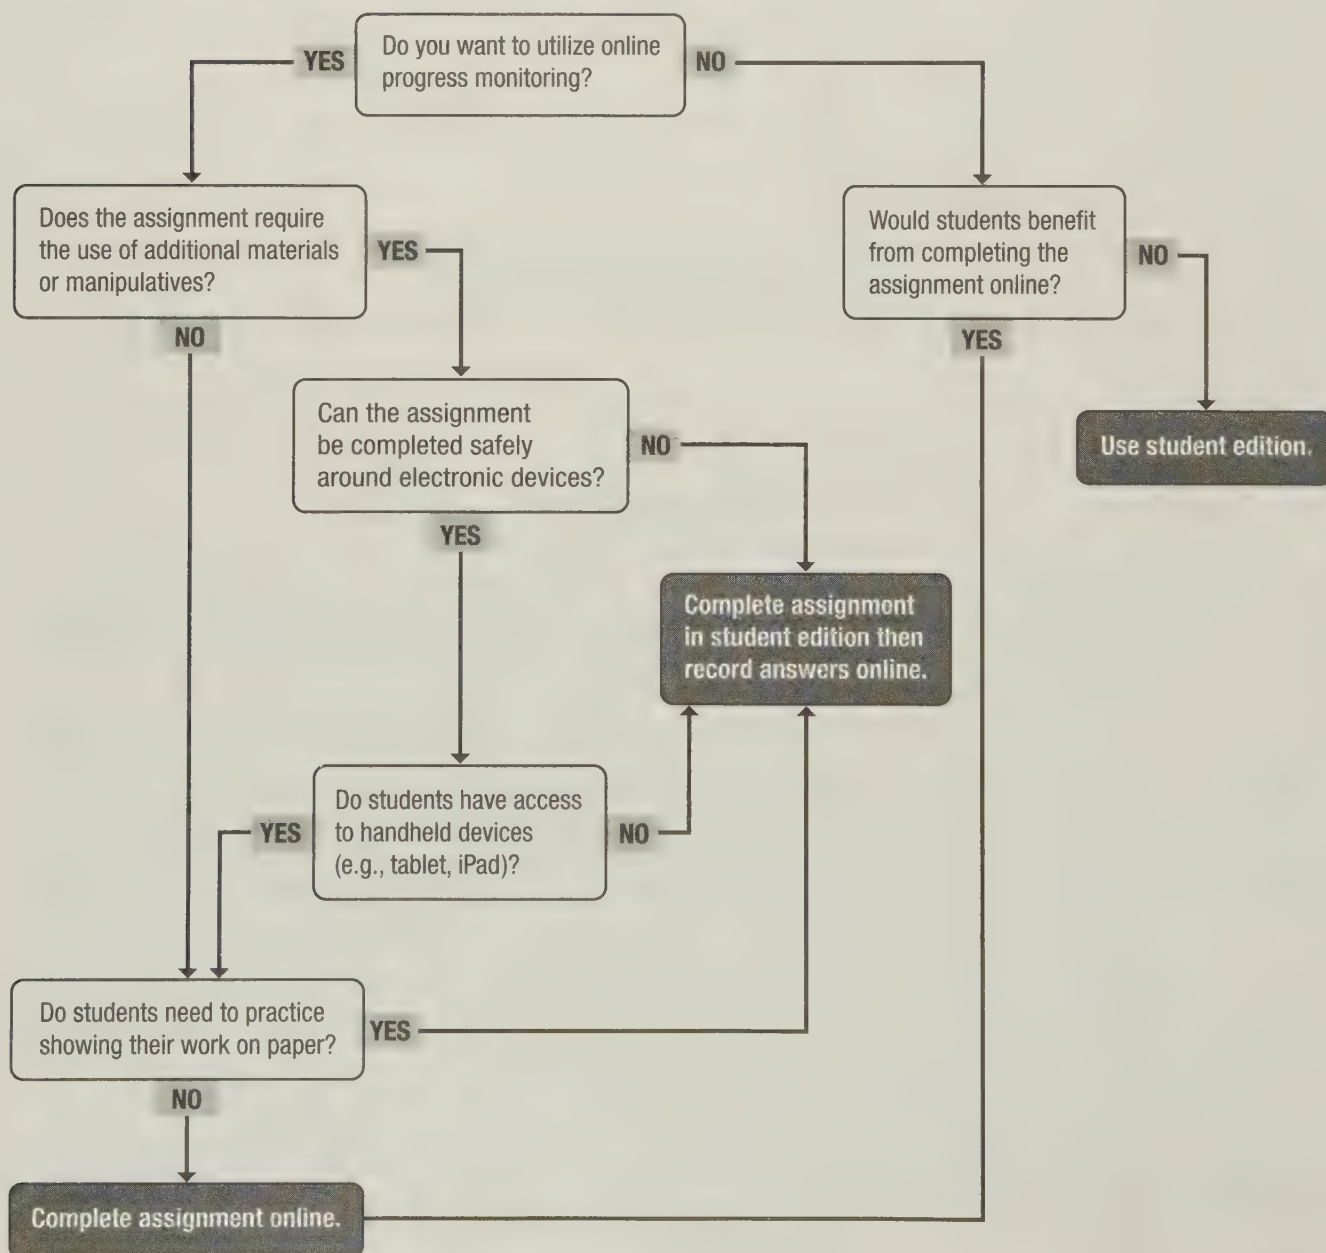 Do you want to utilize online
progress monitoring?
YES
NO
Does the assignment require
the use of additional materials
or manipulatives?
YES
NO
Would students benefit
from completing the
assignment online?
NO
YES
Use student edition.
Can the assignment
be completed safely
around electronic devices?
NO
YES
Complete assignment
in student edition then
record answers online.
Do students have access
to handheld devices
(e.g., tablet, iPad)?
YES
NO
Do students need to practice
showing their work on paper?
YES
NO
Complete assignment online.